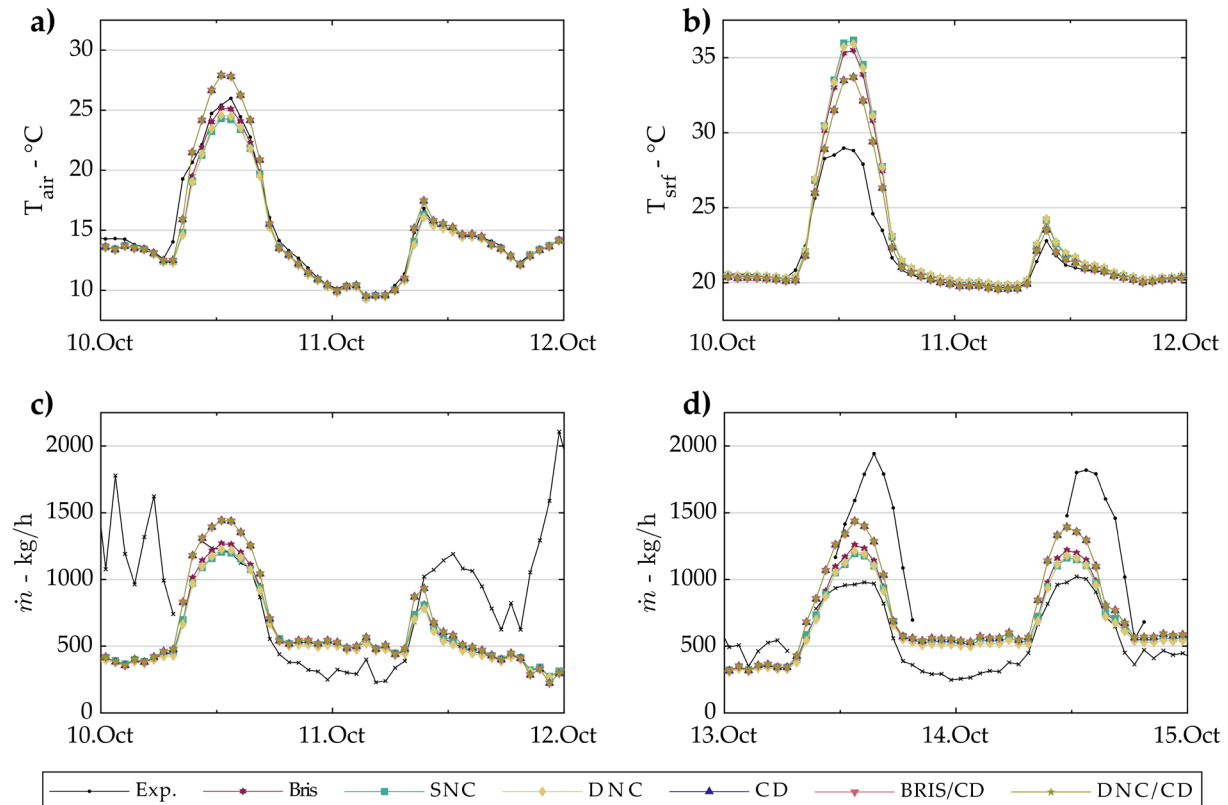 a)
30
25
20
15
10
T_air - °C
10.Oct 11.Oct 12.Oct
b)
35
30
25
20
T_srf - °C
10.Oct 11.Oct 12.Oct
c)
2000
1500
1000
500
0
ṁ - kg/h
10.Oct 11.Oct 12.Oct
d)
2000
1500
1000
500
0
ṁ - kg/h
13.Oct 14.Oct 15.Oct
Exp. Bris SNC DNC CD BRIS/CD DNC/CD